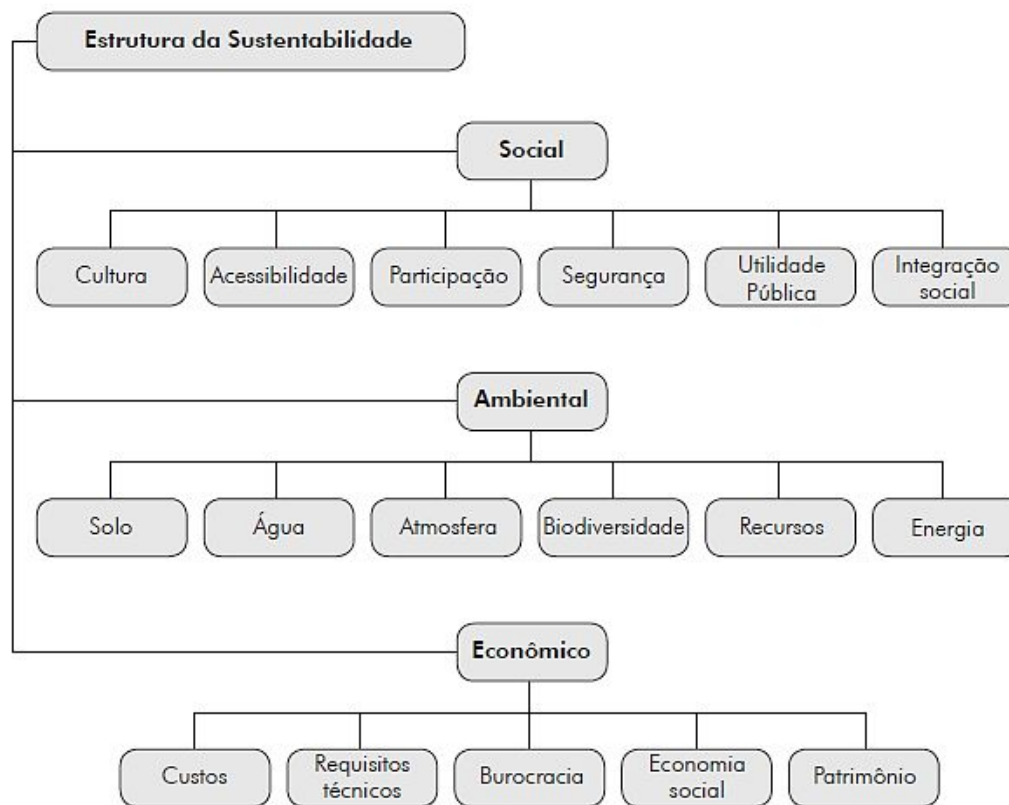 Estrutura da Sustentabilidade
Social
Cultura
Acessibilidade
Participação
Segurança
Utilidade
Pública
Integração
social
Ambiental
Solo
Água
Atmosfera
Biodiversidade
Recursos
Energia
Econômico
Custos
Requisitos
técnicos
Burocracia
Economia
social
Patrimônio